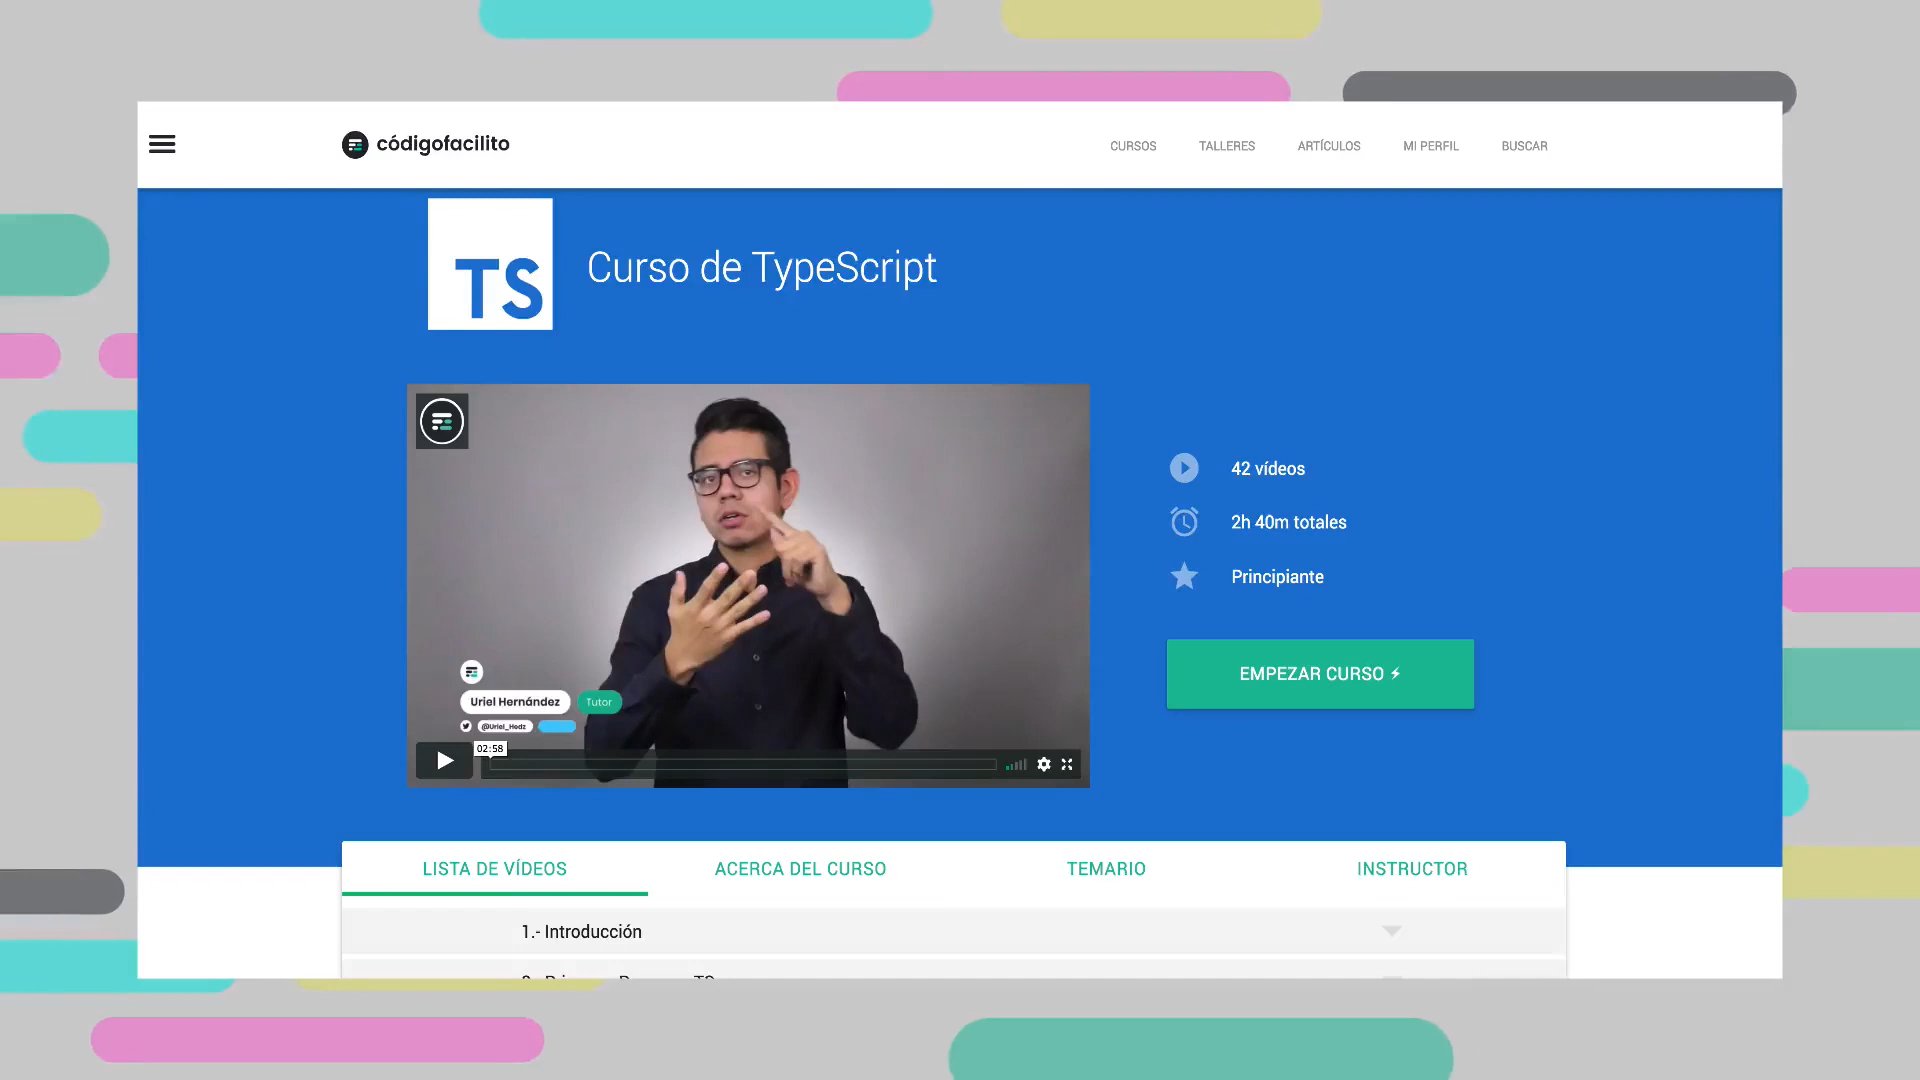 códigofacilito
CURSOS
TALLERES
ARTÍCULOS
MI PERFIL
BUSCAR
TS
Curso de TypeScript
42 vídeos
2h 40m totales
Principiante
EMPEZAR CURSO ⚡
Uriel Hernández
Tutor
@Uriel_Hedz
02:58
LISTA DE VÍDEOS
ACERCA DEL CURSO
TEMARIO
INSTRUCTOR
1.- Introducción